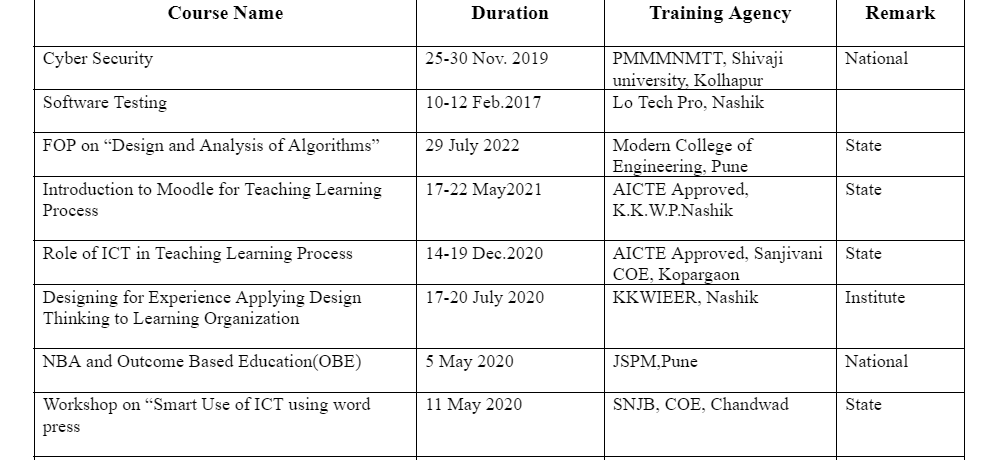 Course Name Duration Training Agency Remark
Cyber Security 25-30 Nov. 2019 PMMMNMTT, Shivaji National
university, Kolhapur
Software Testing 10-12 Feb.2017 Lo Tech Pro, Nashik
FOP on “Design and Analysis of Algorithms” 29 July 2022 Modern College of State
Engineering, Pune
Introduction to Moodle for Teaching Learning 17-22 May2021 AICTE Approved, State
Process K.K.W.P.Nashik
Role of ICT in Teaching Learning Process 14-19 Dec.2020 AICTE Approved, Sanjivani State
COE, Kopargaon
Designing for Experience Applying Design 17-20 July 2020 KKWIEER, Nashik Institute
Thinking to Learning Organization
NBA and Outcome Based Education(OBE) 5 May 2020 JSPM,Pune National
Workshop on “Smart Use of ICT using word 11 May 2020 SNJB, COE, Chandwad State
press